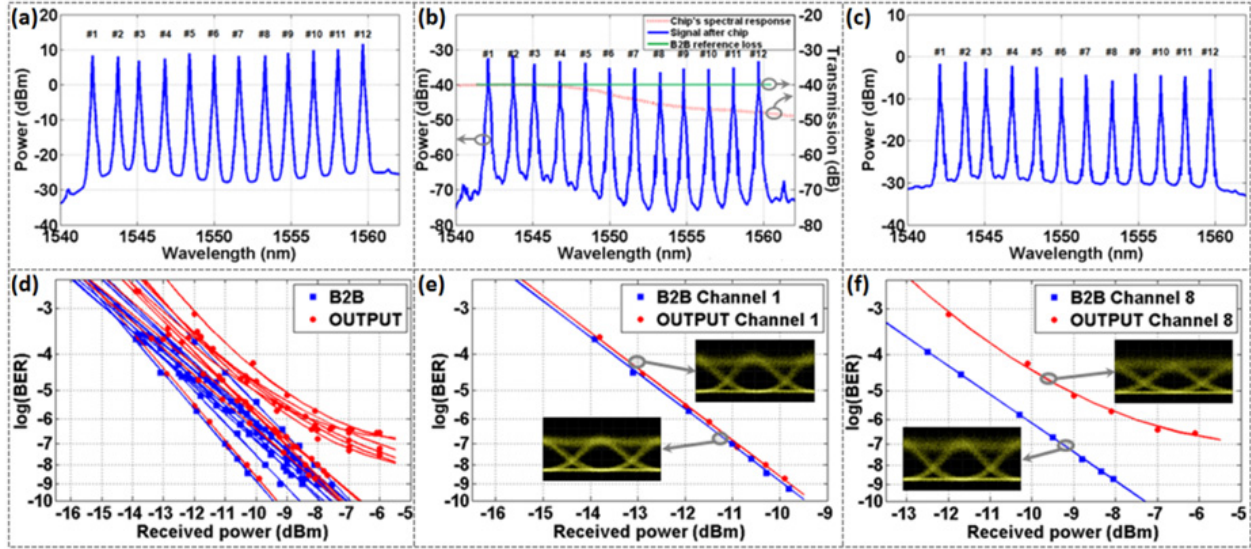 (a)
20
10
0
-10
-20
-30
-40
Power (dBm)
#1 #2 #3 #4 #5 #6 #7 #8 #9 #10 #11 #12
1540 1545 1550 1555 1560
Wavelength (nm)
(b)
-20
-30
-40
-50
-60
-70
-80
Power (dBm)
Chip's spectral response
Signal after chip
B2B reference loss
#1 #2 #3 #4 #5 #6 #7 #8 #9 #10 #11 #12
-20
-30
-40
-50
-60
-70
-80
Transmission (dB)
1540 1545 1550 1555 1560
Wavelength (nm)
(c)
10
0
-10
-20
-30
-40
Power (dBm)
#1 #2 #3 #4 #5 #6 #7 #8 #9 #10 #11 #12
1540 1545 1550 1555 1560
Wavelength (nm)
(d)
-3
-4
-5
-6
-7
-8
-9
-10
log(BER)
B2B
OUTPUT
-16 -15 -14 -13 -12 -11 -10 -9 -8 -7 -6 -5
Received power (dBm)
(e)
-3
-4
-5
-6
-7
-8
-9
-10
log(BER)
B2B Channel 1
OUTPUT Channel 1
-16 -15 -14 -13 -12 -11 -10 -9
Received power (dBm)
(f)
-3
-4
-5
-6
-7
-8
-9
-10
log(BER)
B2B Channel 8
OUTPUT Channel 8
-13 -12 -11 -10 -9 -8 -7 -6 -5
Received power (dBm)